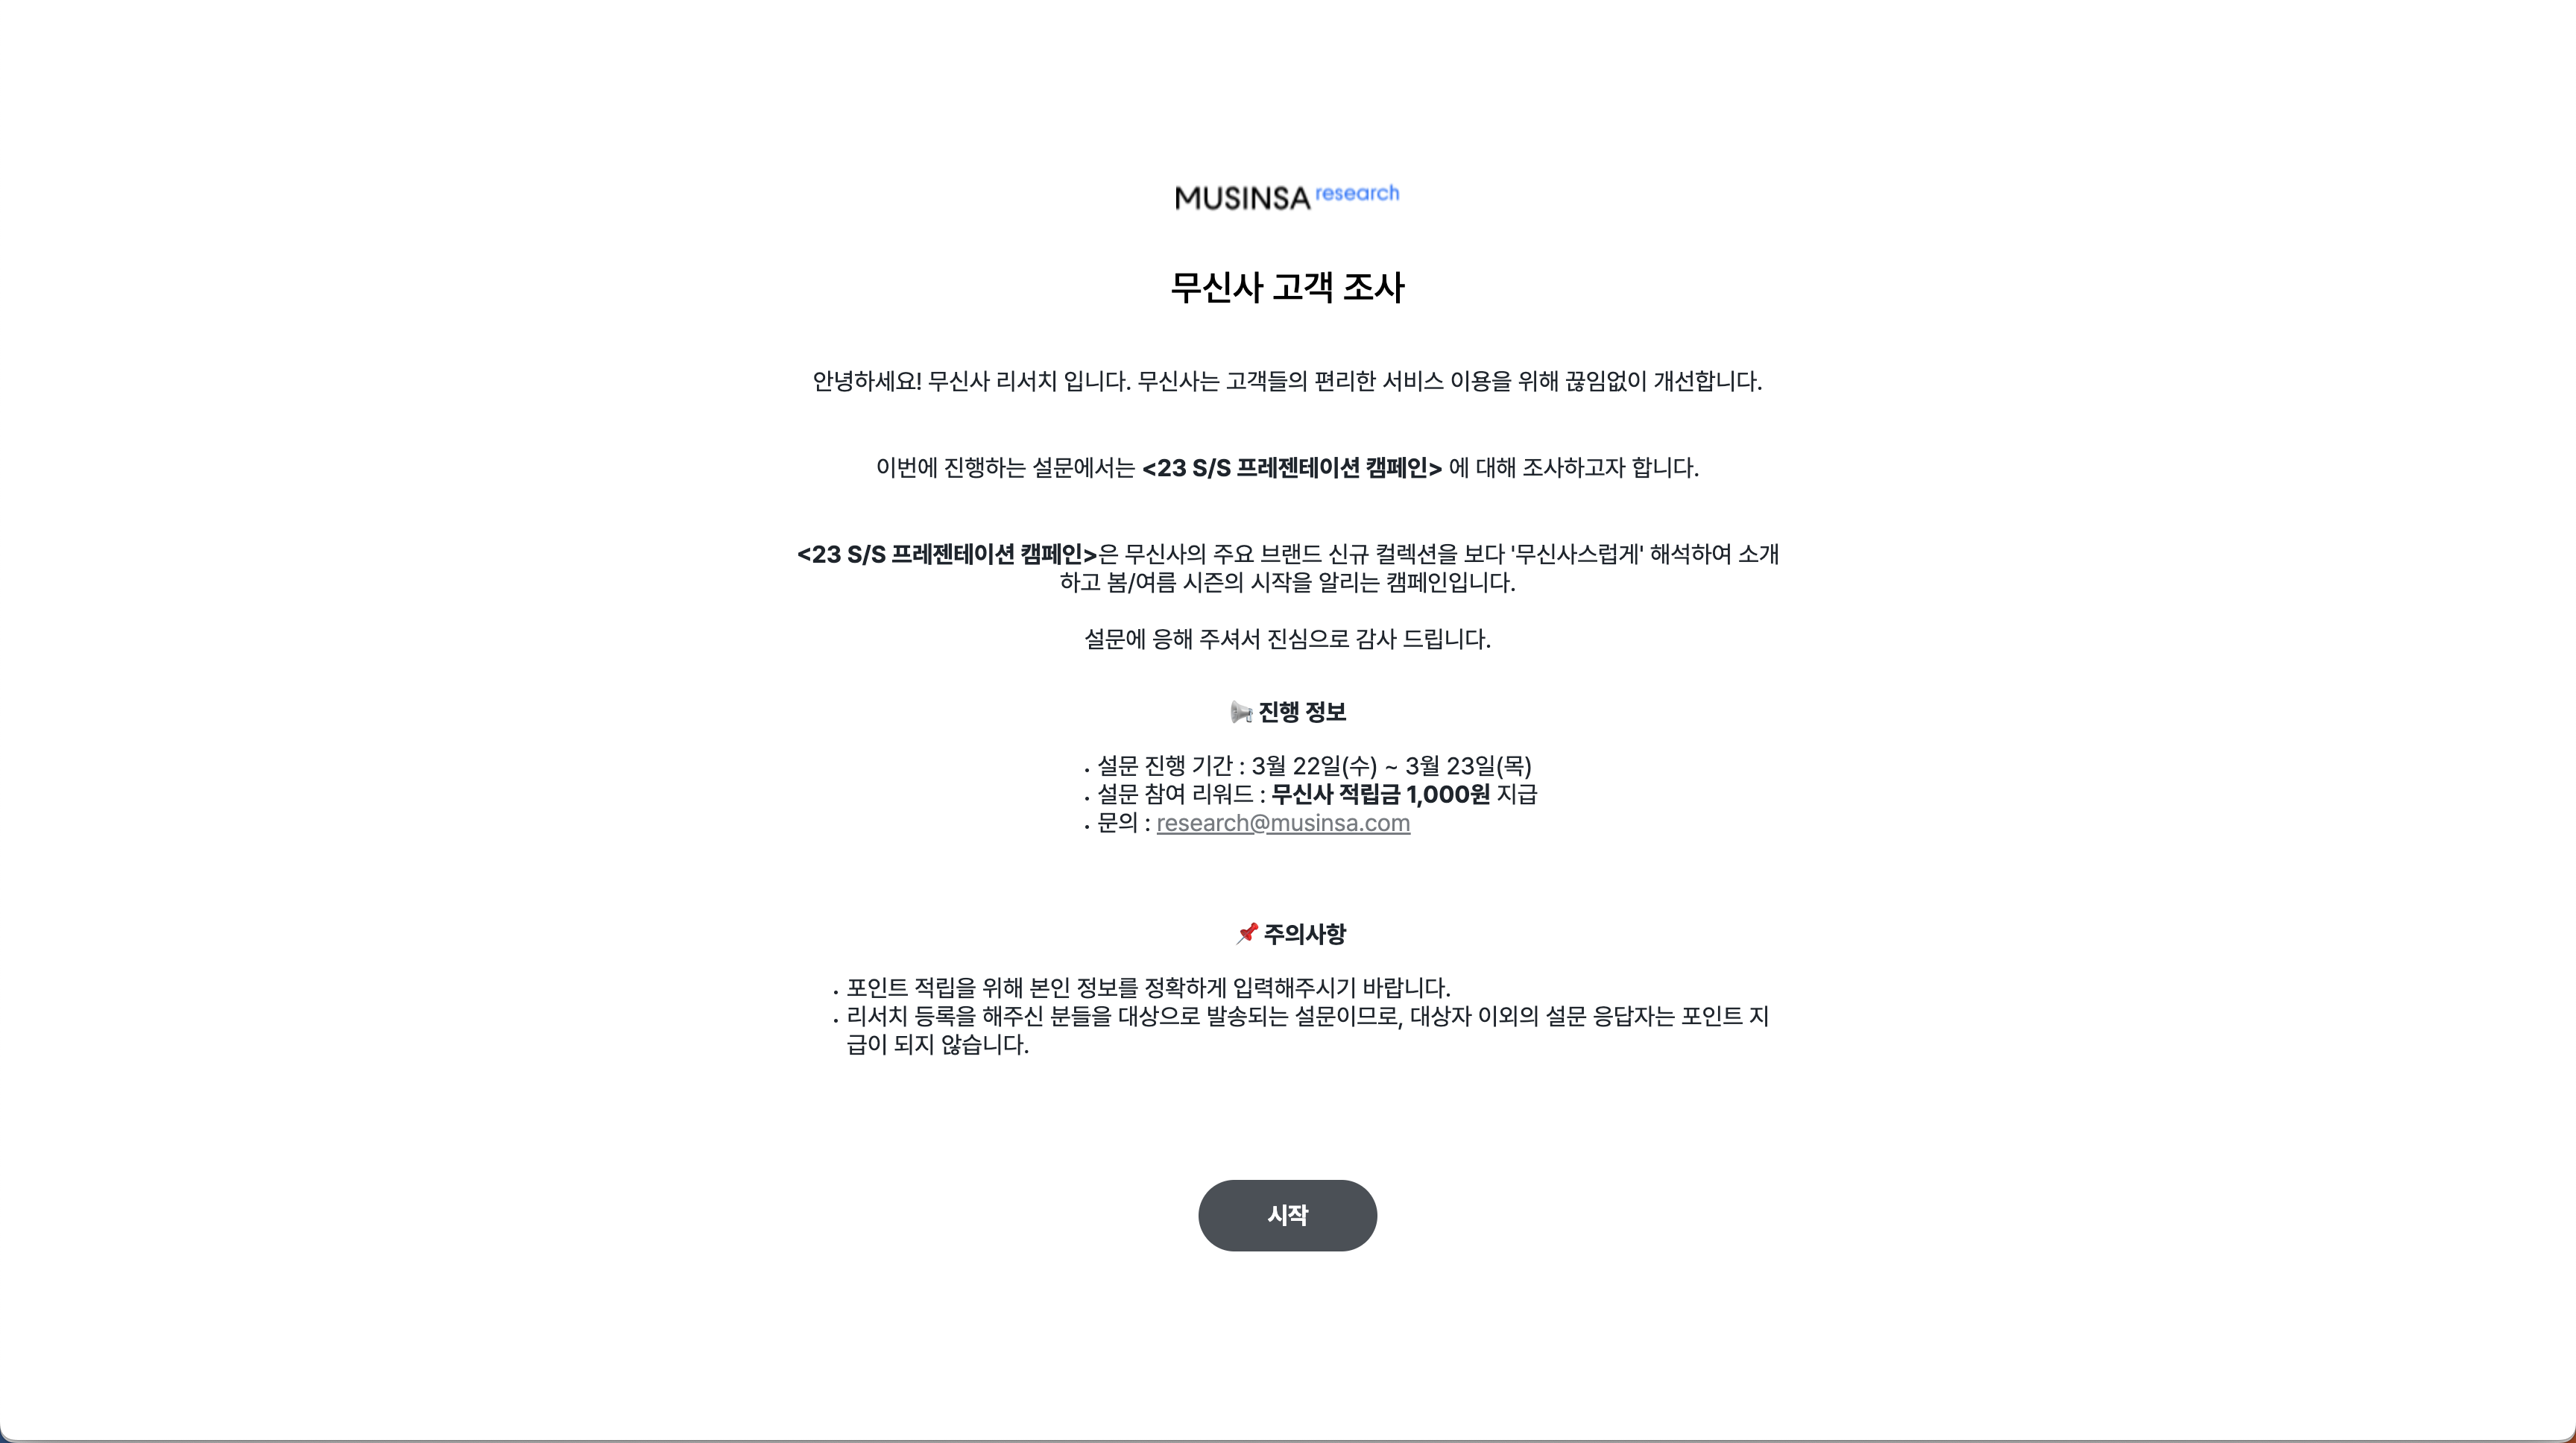 MUSINSA research
무신사 고객 조사
안녕하세요! 무신사 리서치 입니다. 무신사는 고객들의 편리한 서비스 이용을 위해 끊임없이 개선합니다.
이번에 진행하는 설문에서는 <23 S/S 프레젠테이션 캠페인> 에 대해 조사하고자 합니다.
<23 S/S 프레젠테이션 캠페인>은 무신사의 주요 브랜드 신규 컬렉션을 보다 '무신사스럽게' 해석하여 소개
하고 봄/여름 시즌의 시작을 알리는 캠페인입니다.
설문에 응해 주셔서 진심으로 감사 드립니다.
📢 진행 정보
• 설문 진행 기간 : 3월 22일(수) ~ 3월 23일(목)
• 설문 참여 리워드 : 무신사 적립금 1,000원 지급
• 문의 : research@musinsa.com
📌 주의사항
• 포인트 적립을 위해 본인 정보를 정확하게 입력해주시기 바랍니다.
• 리서치 등록을 해주신 분들을 대상으로 발송되는 설문이므로, 대상자 이외의 설문 응답자는 포인트 지
급이 되지 않습니다.
시작